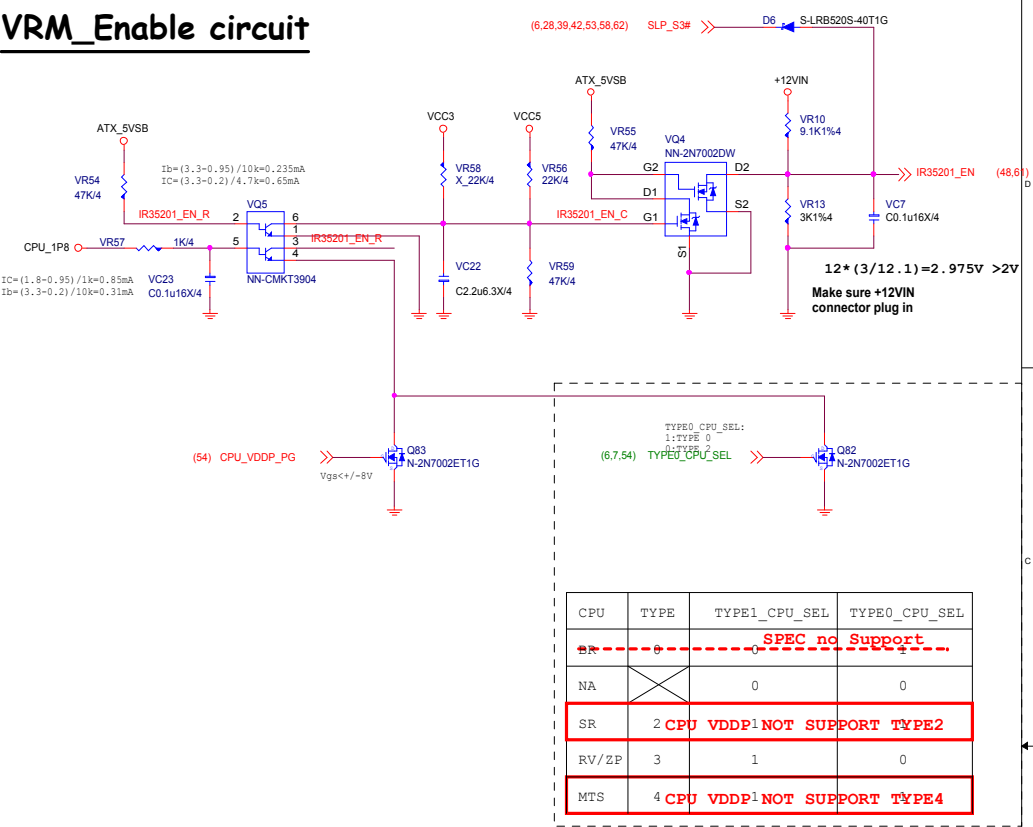 VRM_Enable circuit
(6,28,39,42,53,58,62) SLP_S3#
D6 S-LRB520S-40T1G
ATX_5VSB
+12VIN
VCC3
VCC5
ATX_5VSB
VR55
47K/4
VQ4
NN-2N7002DW
VR10
9.1K1%4
Ib=(3.3-0.95)/10k=0.235mA
IC=(3.3-0.2)/4.7k=0.65mA
VR54
47K/4
VR58
X_22K/4
VR56
22K/4
G2
D2
IR35201_EN (48,61)
D
D1
S2
VQ5
IR35201_EN_R
2
6
IR35201_EN_C
G1
VR13
3K1%4
VC7
C0.1u16X/4
1
IR35201_EN_R
CPU_1P8
VR57
1K/4
5
3
4
S1
IC=(1.8-0.95)/1k=0.85mA
Ib=(3.3-0.2)/10k=0.31mA
VC23
C0.1u16X/4
NN-CMKT3904
VC22
C2.2u6.3X/4
VR59
47K/4
12*(3/12.1)=2.975V >2V
Make sure +12VIN
connector plug in
TYPE0_CPU_SEL:
1:TYPE 0
0:TYPE 2
(54) CPU_VDDP_PG
Vgs<+/-8V
Q83
N-2N7002ET1G
(6,7,54) TYPE0_CPU_SEL
Q82
N-2N7002ET1G
C
CPU TYPE TYPE1_CPU_SEL TYPE0_CPU_SEL
SPEC no Support
BR 0 0 1
NA 0 0
SR 2 1 1
CPU VDDP NOT SUPPORT TYPE2
RV/ZP 3 1 0
MTS 4 1 1
CPU VDDP NOT SUPPORT TYPE4